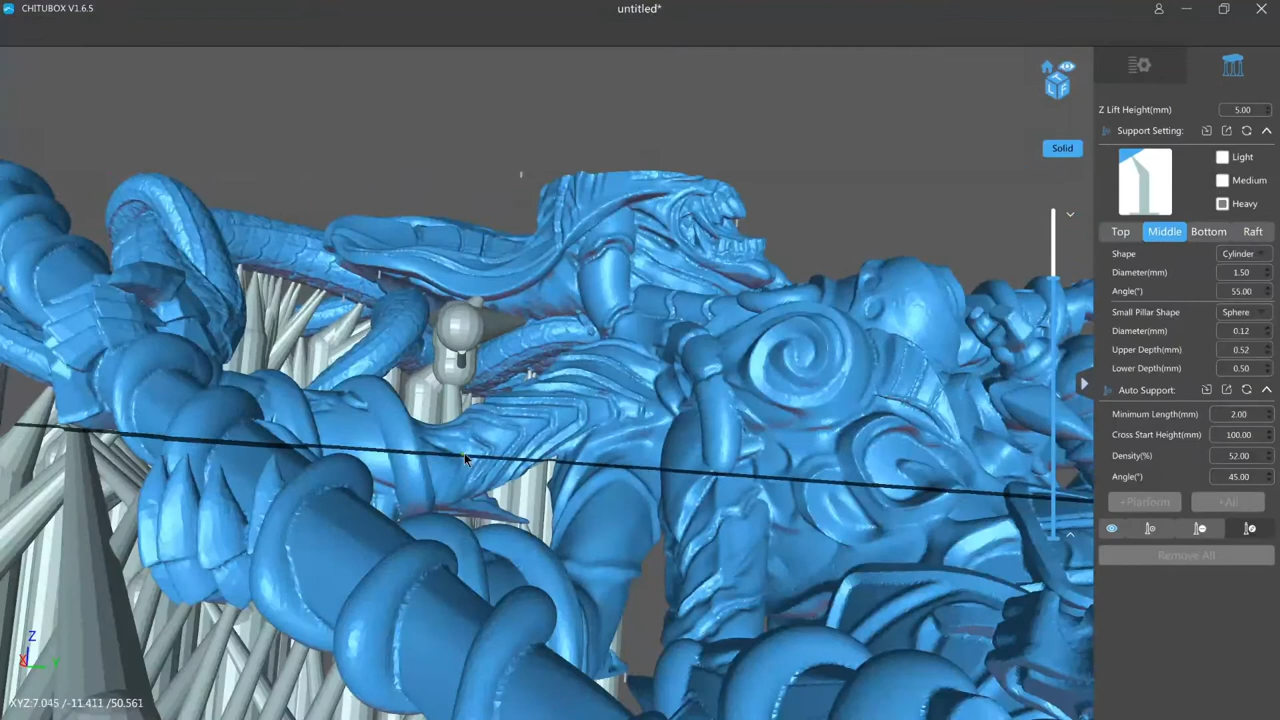 CHITUBOX V1.6.5
untitled*
Z Lift Height(mm) 5.00
Support Setting:
Light
Medium
Heavy
Top Middle Bottom Raft
Shape Cylinder
Diameter(mm) 1.50
Angle(°) 55.00
Small Pillar Shape Sphere
Diameter(mm) 0.12
Upper Depth(mm) 0.52
Lower Depth(mm) 0.50
Auto Support:
Minimum Length(mm) 2.00
Cross Start Height(mm) 100.00
Density(%) 52.00
Angle(°) 45.00
+Platform +All
Remove All
Solid
T
L F
Z
X Y
XYZ:7.045 /-11.411 /50.561